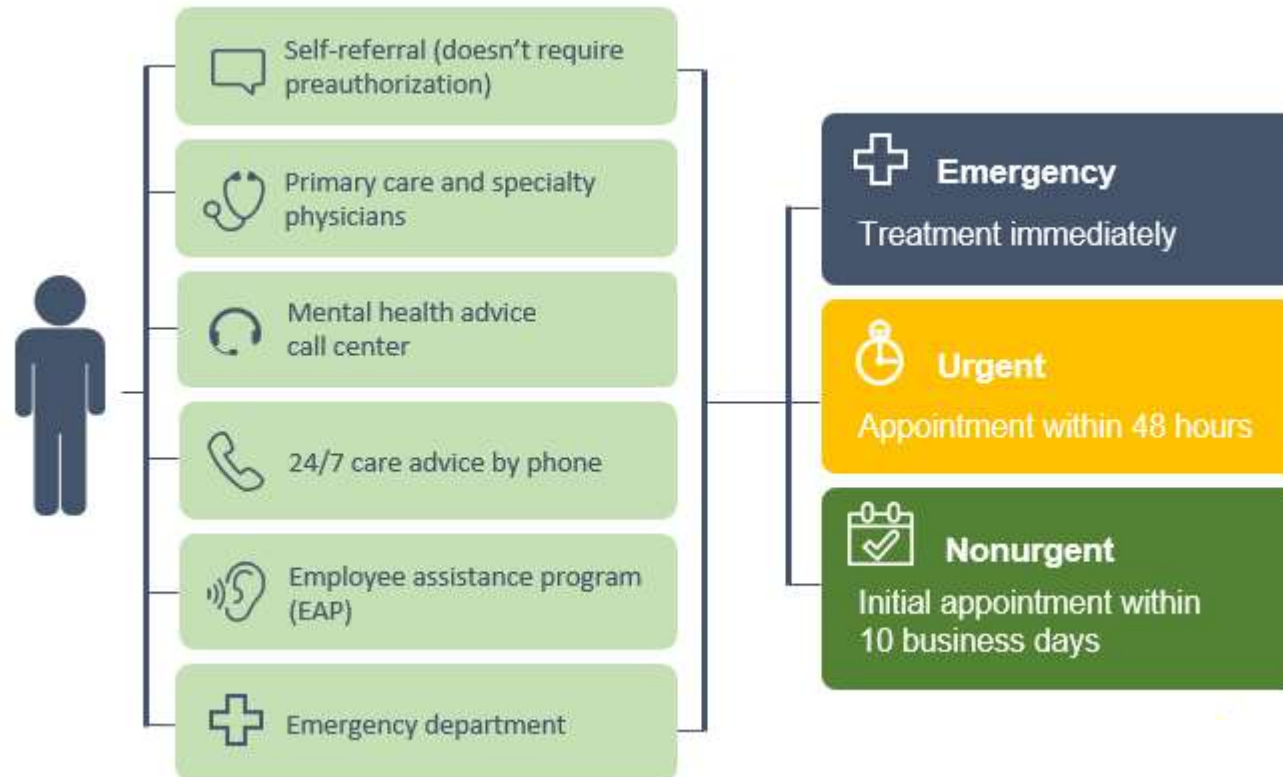 Self-referral (doesn't require
preauthorization)
Primary care and specialty
physicians
Mental health advice
call center
24/7 care advice by phone
Employee assistance program
(EAP)
Emergency department
Emergency
Treatment immediately
Urgent
Appointment within 48 hours
Nonurgent
Initial appointment within
10 business days